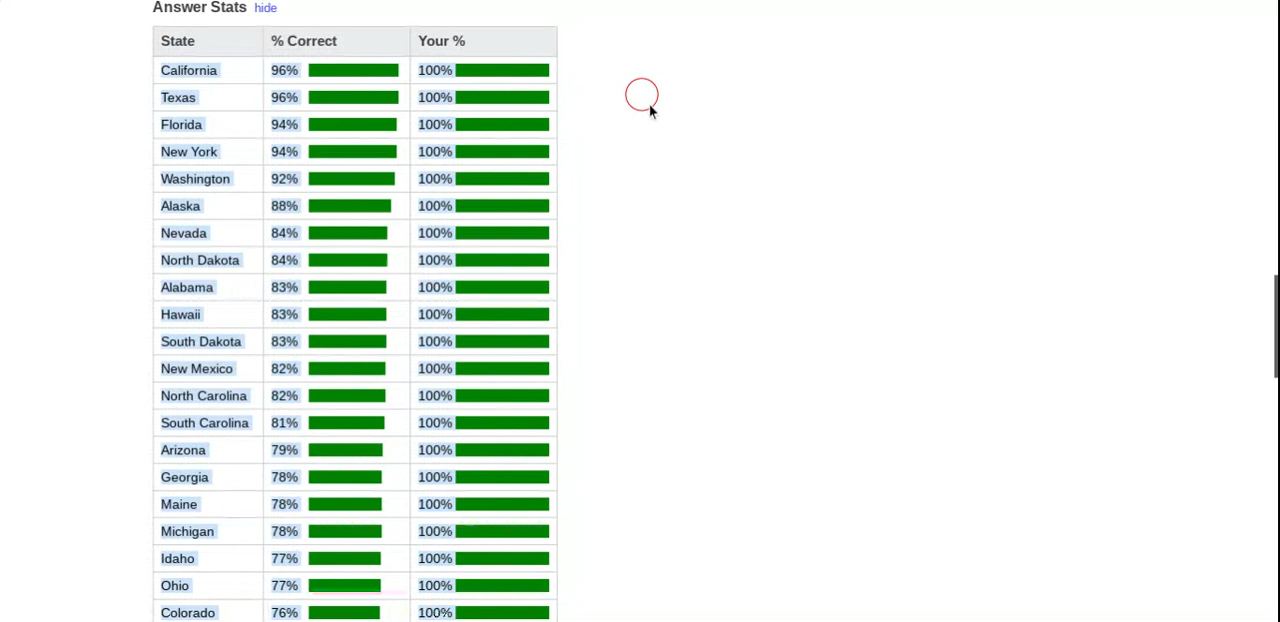 Answer Stats hide
State % Correct Your %
California 96% 100%
Texas 96% 100%
Florida 94% 100%
New York 94% 100%
Washington 92% 100%
Alaska 88% 100%
Nevada 84% 100%
North Dakota 84% 100%
Alabama 83% 100%
Hawaii 83% 100%
South Dakota 83% 100%
New Mexico 82% 100%
North Carolina 82% 100%
South Carolina 81% 100%
Arizona 79% 100%
Georgia 78% 100%
Maine 78% 100%
Michigan 78% 100%
Idaho 77% 100%
Ohio 77% 100%
Colorado 76% 100%